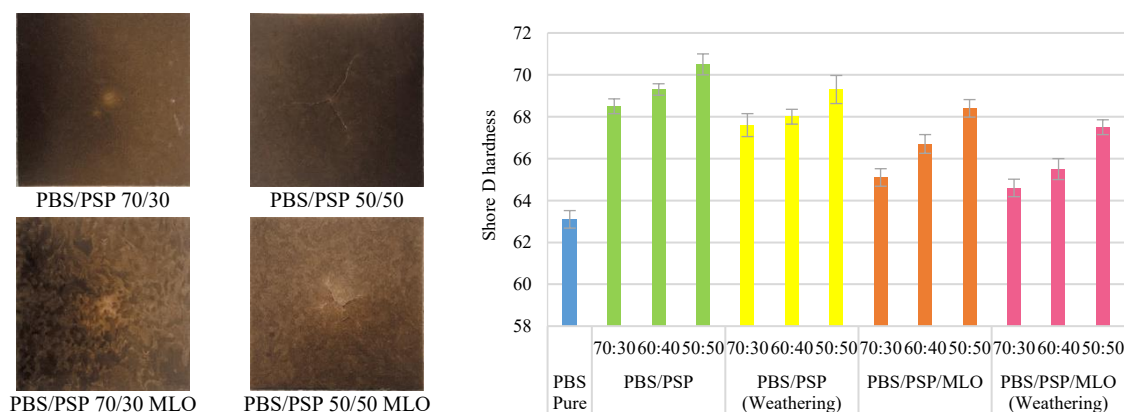 PBS/PSP 70/30
PBS/PSP 50/50
PBS/PSP 70/30 MLO
PBS/PSP 50/50 MLO
Shore D hardness
72
70
68
66
64
62
60
58
70:30 60:40 50:50 70:30 60:40 50:50 70:30 60:40 50:50 70:30 60:40 50:50
PBS Pure
PBS/PSP
PBS/PSP (Weathering)
PBS/PSP/MLO
PBS/PSP/MLO (Weathering)